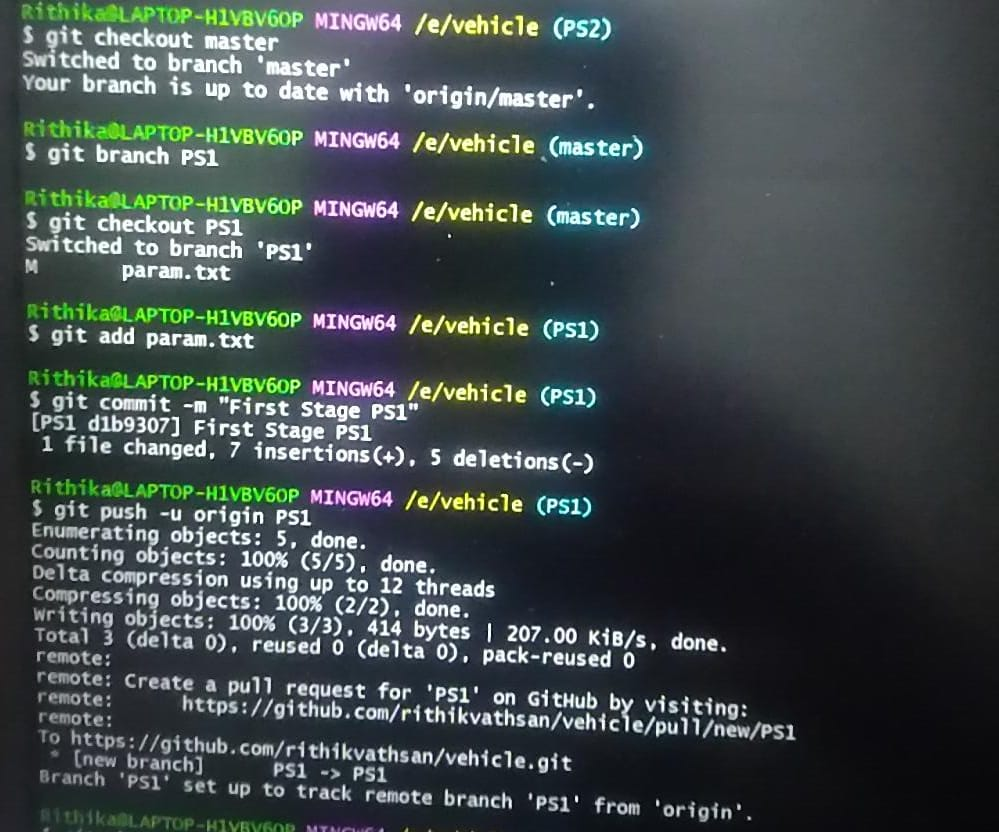 Rithika@LAPTOP-H1VBV6OP MINGW64 /e/vehicle (PS2)
$ git checkout master
Switched to branch 'master'
Your branch is up to date with 'origin/master'.
Rithika@LAPTOP-H1VBV6OP MINGW64 /e/vehicle (master)
$ git branch PS1
Rithika@LAPTOP-H1VBV6OP MINGW64 /e/vehicle (master)
$ git checkout PS1
Switched to branch 'PS1'
M       param.txt
Rithika@LAPTOP-H1VBV6OP MINGW64 /e/vehicle (PS1)
$ git add param.txt
Rithika@LAPTOP-H1VBV6OP MINGW64 /e/vehicle (PS1)
$ git commit -m "First Stage PS1"
[PS1 d1b9307] First Stage PS1
 1 file changed, 7 insertions(+), 5 deletions(-)
Rithika@LAPTOP-H1VBV6OP MINGW64 /e/vehicle (PS1)
$ git push -u origin PS1
Enumerating objects: 5, done.
Counting objects: 100% (5/5), done.
Delta compression using up to 12 threads
Compressing objects: 100% (2/2), done.
Writing objects: 100% (3/3), 414 bytes | 207.00 KiB/s, done.
Total 3 (delta 0), reused 0 (delta 0), pack-reused 0
remote:
remote: Create a pull request for 'PS1' on GitHub by visiting:
remote:      https://github.com/rithikvathsan/vehicle/pull/new/PS1
remote:
To https://github.com/rithikvathsan/vehicle.git
 * [new branch]      PS1 -> PS1
Branch 'PS1' set up to track remote branch 'PS1' from 'origin'.
Rithika@LAPTOP-H1VBV6OP MINGW64